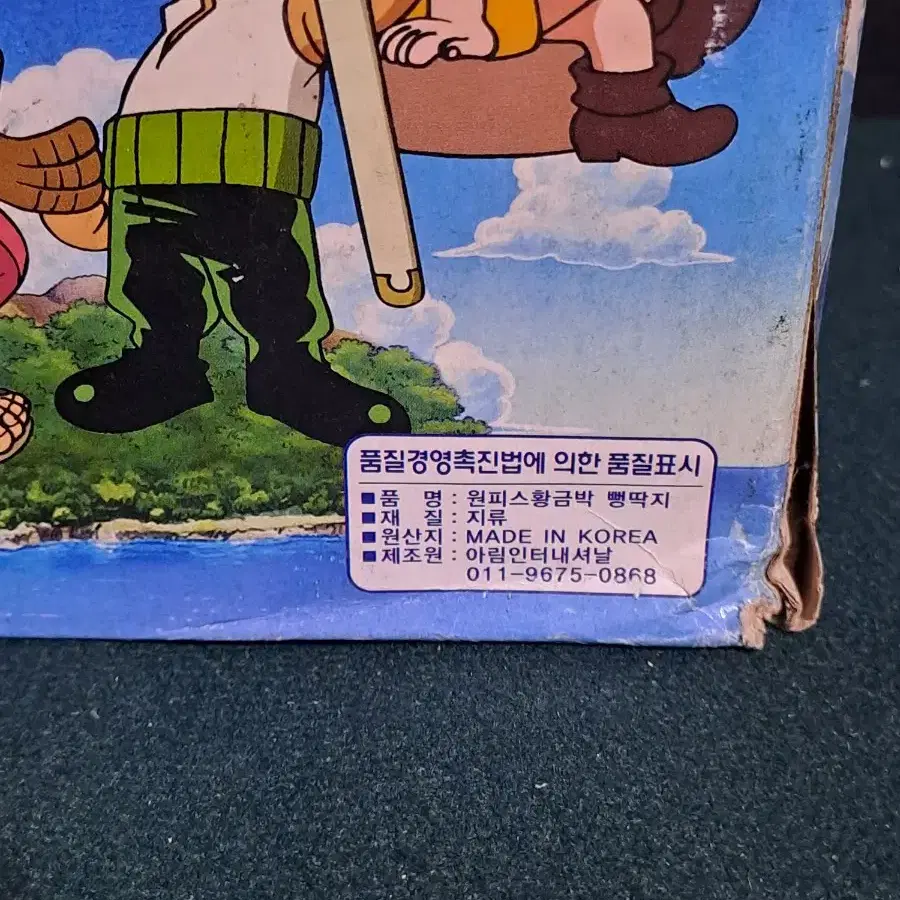 품질경영촉진법에 의한 품질표시
■ 품 명 : 원피스황금박 뺑딱지
■ 재 질 : 지류
■ 원산지 : MADE IN KOREA
■ 제조원 : 아림인터내셔날
011-9675-0868